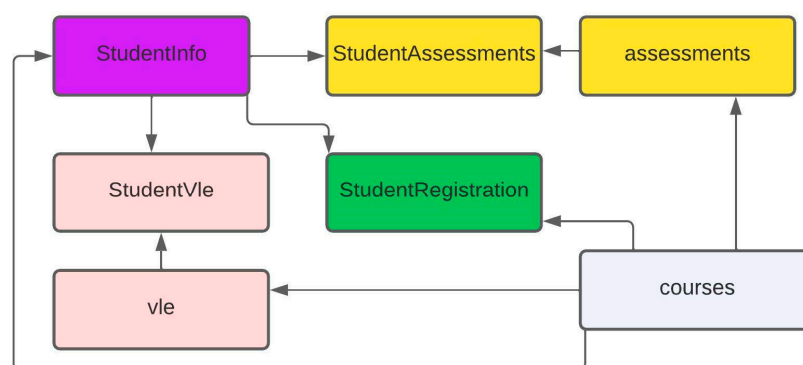 StudentInfo
StudentAssessments
assessments
StudentVle
StudentRegistration
vle
courses